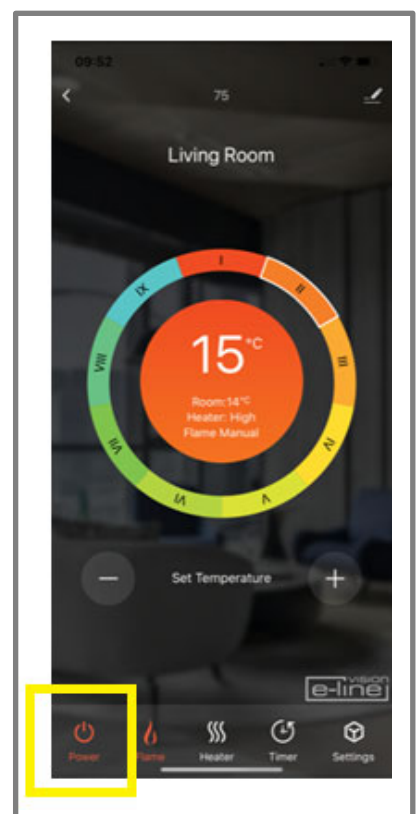 09:52
75
Living Room
I
II
III
IV
V
VI
VII
VIII
IX
15°C
Room:14°C
Heater: High
Flame Manual
Set Temperature
vision
e-line
Power Flame Heater Timer Settings